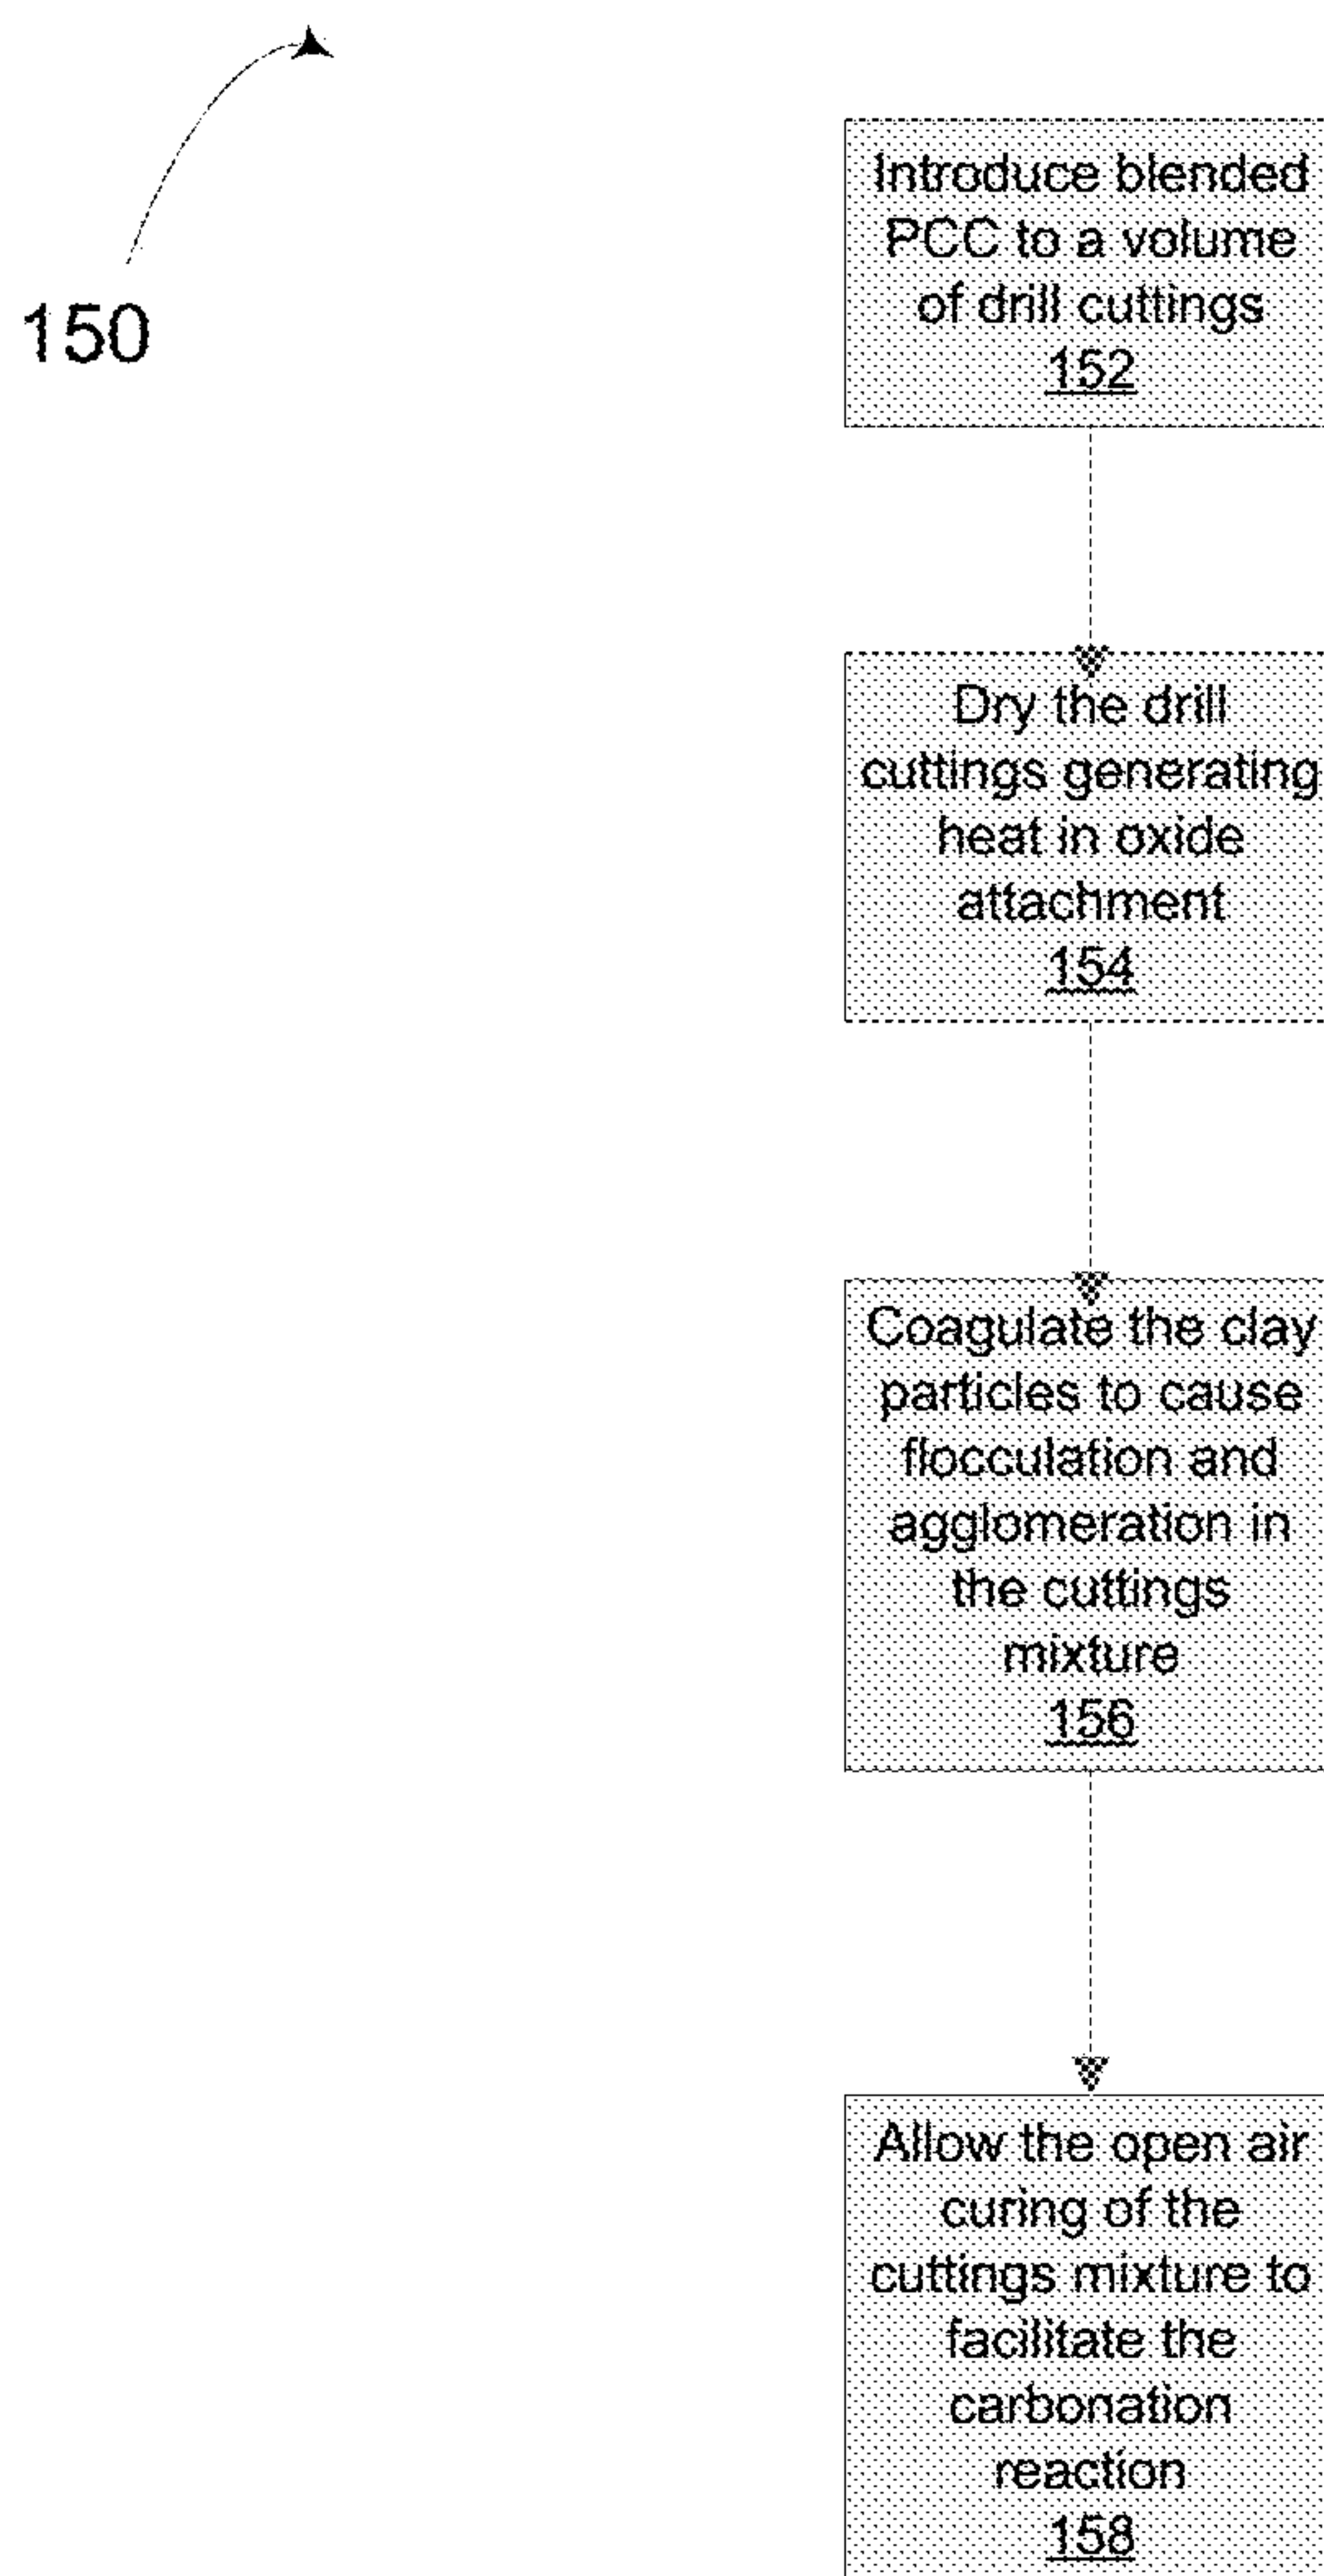 150
Introduce blended
PCC to a volume
of drill cuttings
152
Dry the drill
cuttings generating
heat in oxide
attachment
154
Coagulate the clay
particles to cause
flocculation and
agglomeration in
the cuttings
mixture
156
Allow the open air
curing of the
cuttings mixture to
facilitate the
carbonation
reaction
158